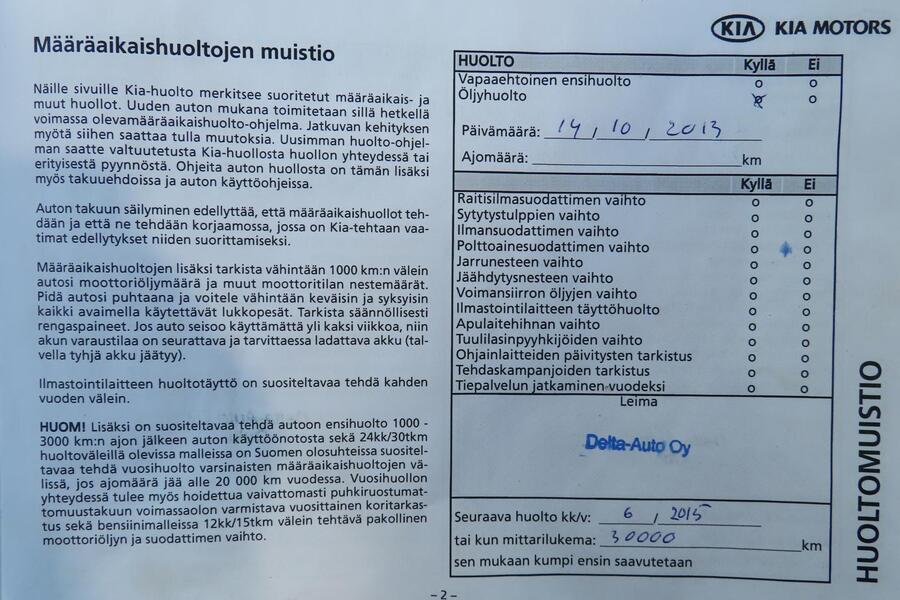 KIA KIA MOTORS
Määräaikaishuoltojen muistio
Näille sivuille Kia-huolto merkitsee suoritetut määräaikais- ja
muut huollot. Uuden auton mukana toimitetaan sillä hetkellä
voimassa olevamääräaikaishuolto-ohjelma. Jatkuvan kehityksen
myötä siihen saattaa tulla muutoksia. Uusimman huolto-ohjel-
man saatte valtuutetusta Kia-huollosta huollon yhteydessä tai
erityisestä pyynnöstä. Ohjeita auton huollosta on tämän lisäksi
myös takuuehdoissa ja auton käyttöohjeissa.
Auton takuun säilyminen edellyttää, että määräaikaishuollot teh-
dään ja että ne tehdään korjaamossa, jossa on Kia-tehtaan vaa-
timat edellytykset niiden suorittamiseksi.
Määräaikaishuoltojen lisäksi tarkista vähintään 1000 km:n välein
autosi moottoriöljymäärä ja muut moottoritilan nestemäärät.
Pidä autosi puhtaana ja voitele vähintään keväisin ja syksyisin
kaikki avaimella käytettävät lukkopesät. Tarkista säännöllisesti
rengaspaineet. Jos auto seisoo käyttämättä yli kaksi viikkoa, niin
akun varaustilaa on seurattava ja tarvittaessa ladattava akku (tal-
vella tyhjä akku jäätyy).
Ilmastointilaitteen huoltotäyttö on suositeltavaa tehdä kahden
vuoden välein.
HUOM! Lisäksi on suositeltavaa tehdä autoon ensihuolto 1000 -
3000 km:n ajon jälkeen auton käyttöönotosta sekä 24kk/30tkm
huoltoväleillä olevissa malleissa on Suomen olosuhteissa suositel-
tavaa tehdä vuosihuolto varsinaisten määräaikaishuoltojen vä-
lissä, jos ajomäärä jää alle 20 000 km vuodessa. Vuosihuollon
yhteydessä tulee myös hoidettua vaivattomasti puhkiruostumat-
tomuustakuun voimassaolon varmistava vuosittainen koritarkas-
tus sekä bensiinimalleissa 12kk/15tkm välein tehtävä pakollinen
moottoriöljyn ja suodattimen vaihto.
HUOLTO Kyllä Ei
Vapaaehtoinen ensihuolto o o
Öljyhuolto o o
Päivämäärä: 14, 10, 2013
Ajomäärä: km
Kyllä Ei
Raitisilmasuodattimen vaihto o o
Sytytystulppien vaihto o o
Ilmansuodattimen vaihto o o
Polttoainesuodattimen vaihto o o
Jarrunesteen vaihto o o
Jäähdytysnesteen vaihto o o
Voimansiirron öljyjen vaihto o o
Ilmastointilaitteen täyttöhuolto o o
Apulaitehihnan vaihto o o
Tuulilasinpyyhkijöiden vaihto o o
Ohjainlaitteiden päivitysten tarkistus o o
Tehdaskampanjoiden tarkistus o o
Tiepalvelun jatkaminen vuodeksi o o
Leima
Delta-Auto Oy
Seuraava huolto kk/v: 6 / 2015
tai kun mittarilukema: 30000 km
sen mukaan kumpi ensin saavutetaan
HUOLTOMUISTIO
-2-